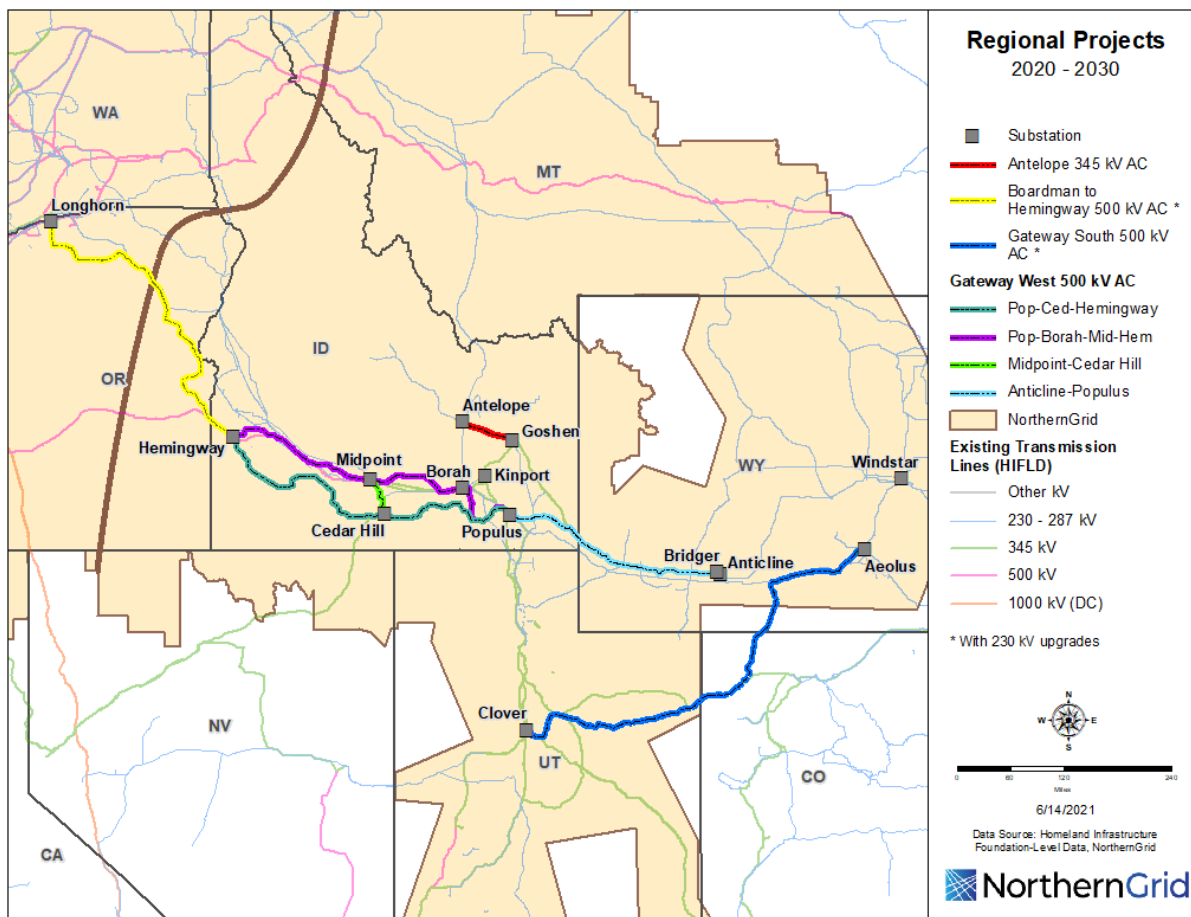 Regional Projects
2020 - 2030
Substation
Antelope 345 kV AC
Boardman to
Hemingway 500 kV AC *
Gateway South 500 kV
AC *
Gateway West 500 kV AC
Pop-Ced-Hemingway
Pop-Borah-Mid-Hem
Midpoint-Cedar Hill
Anticline-Populus
NorthernGrid
Existing Transmission
Lines (HIFLD)
Other kV
230 - 287 kV
345 kV
500 kV
1000 kV (DC)
* With 230 kV upgrades
N
W
E
S
0
60
120
240
Miles
6/14/2021
Data Source: Homeland Infrastructure
Foundation-Level Data, NorthernGrid
NorthernGrid
WA
MT
Longhorn
ID
OR
Antelope
Goshen
Hemingway
Midpoint
Borah
Kinport
WY
Windstar
Cedar Hill
Populus
Bridger
Anticline
Aeolus
Clover
NV
UT
CO
CA